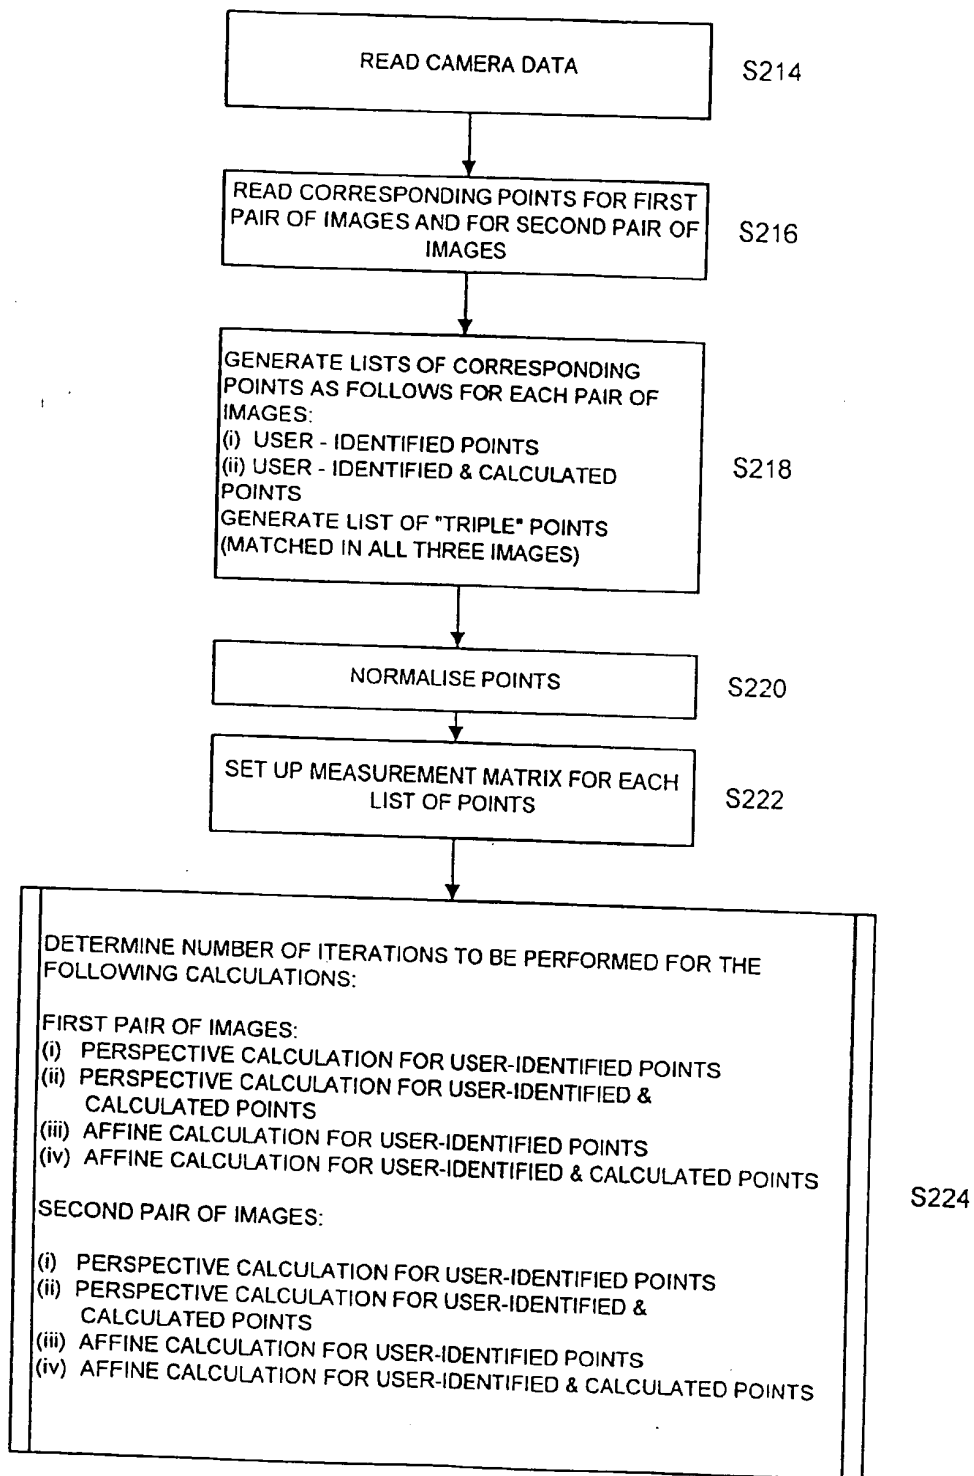 READ CAMERA DATA
S214
READ CORRESPONDING POINTS FOR FIRST
PAIR OF IMAGES AND FOR SECOND PAIR OF
IMAGES
S216
GENERATE LISTS OF CORRESPONDING
POINTS AS FOLLOWS FOR EACH PAIR OF
IMAGES:
(i) USER - IDENTIFIED POINTS
(ii) USER - IDENTIFIED & CALCULATED
POINTS
GENERATE LIST OF "TRIPLE" POINTS
(MATCHED IN ALL THREE IMAGES)
S218
NORMALISE POINTS
S220
SET UP MEASUREMENT MATRIX FOR EACH
LIST OF POINTS
S222
DETERMINE NUMBER OF ITERATIONS TO BE PERFORMED FOR THE
FOLLOWING CALCULATIONS:
FIRST PAIR OF IMAGES:
(i) PERSPECTIVE CALCULATION FOR USER-IDENTIFIED POINTS
(ii) PERSPECTIVE CALCULATION FOR USER-IDENTIFIED &
CALCULATED POINTS
(iii) AFFINE CALCULATION FOR USER-IDENTIFIED POINTS
(iv) AFFINE CALCULATION FOR USER-IDENTIFIED & CALCULATED POINTS
SECOND PAIR OF IMAGES:
(i) PERSPECTIVE CALCULATION FOR USER-IDENTIFIED POINTS
(ii) PERSPECTIVE CALCULATION FOR USER-IDENTIFIED &
CALCULATED POINTS
(iii) AFFINE CALCULATION FOR USER-IDENTIFIED POINTS
(iv) AFFINE CALCULATION FOR USER-IDENTIFIED & CALCULATED POINTS
S224